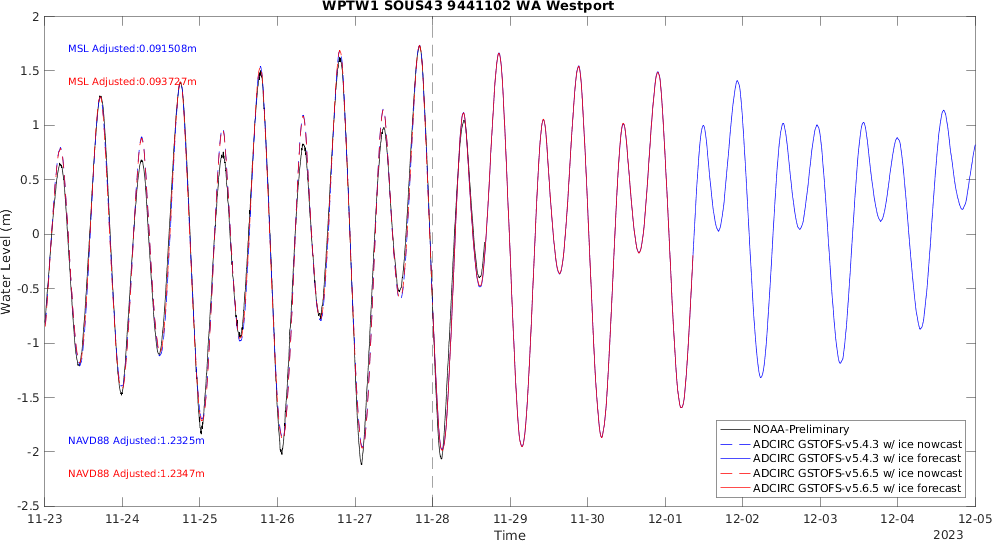 WPTW1 SOUS43 9441102 WA Westport
Water Level (m)
2
1.5
1
0.5
0
-0.5
-1
-1.5
-2
-2.5
MSL Adjusted:0.091508m
MSL Adjusted:0.093727m
NAVD88 Adjusted:1.2325m
NAVD88 Adjusted:1.2347m
NOAA-Preliminary
ADCIRC GSTOFS-v5.4.3 w/ ice nowcast
ADCIRC GSTOFS-v5.4.3 w/ ice forecast
ADCIRC GSTOFS-v5.6.5 w/ ice nowcast
ADCIRC GSTOFS-v5.6.5 w/ ice forecast
11-23 11-24 11-25 11-26 11-27 11-28 11-29 11-30 12-01 12-02 12-03 12-04 12-05
Time
2023